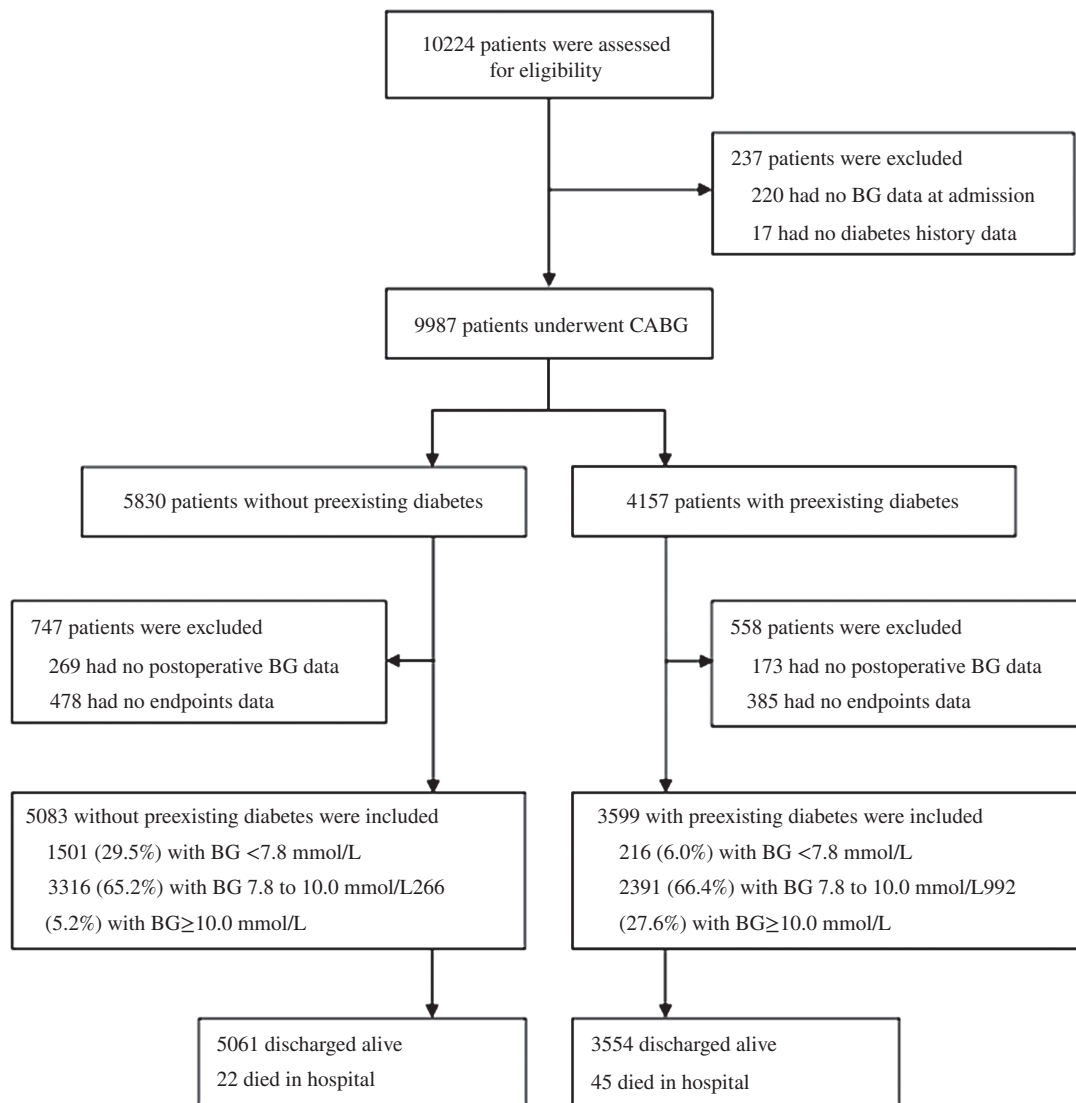 10224 patients were assessed
for eligibility
237 patients were excluded
220 had no BG data at admission
17 had no diabetes history data
9987 patients underwent CABG
5830 patients without preexisting diabetes
4157 patients with preexisting diabetes
747 patients were excluded
269 had no postoperative BG data
478 had no endpoints data
558 patients were excluded
173 had no postoperative BG data
385 had no endpoints data
5083 without preexisting diabetes were included
1501 (29.5%) with BG <7.8 mmol/L
3316 (65.2%) with BG 7.8 to 10.0 mmol/L266
(5.2%) with BG≥10.0 mmol/L
3599 with preexisting diabetes were included
216 (6.0%) with BG <7.8 mmol/L
2391 (66.4%) with BG 7.8 to 10.0 mmol/L992
(27.6%) with BG≥10.0 mmol/L
5061 discharged alive
22 died in hospital
3554 discharged alive
45 died in hospital